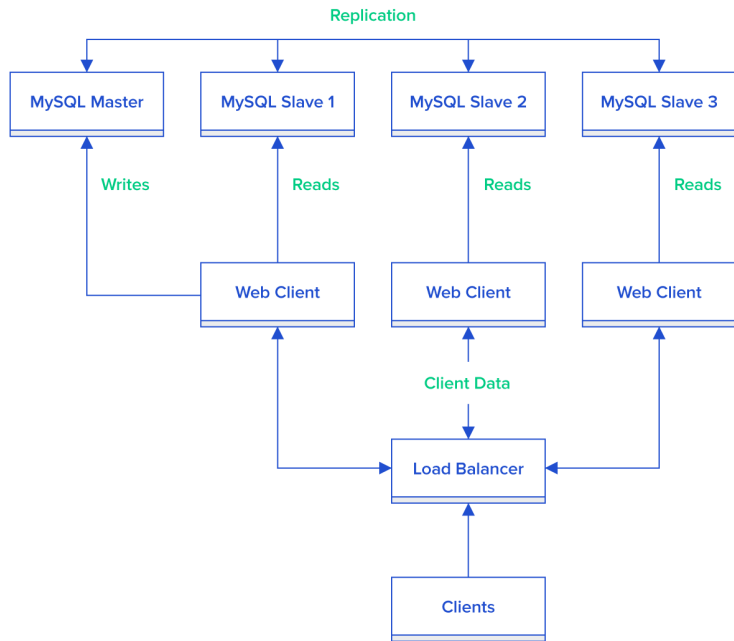 Replication
MySQL Master
MySQL Slave 1
MySQL Slave 2
MySQL Slave 3
Writes
Reads
Reads
Reads
Web Client
Web Client
Web Client
Client Data
Load Balancer
Clients